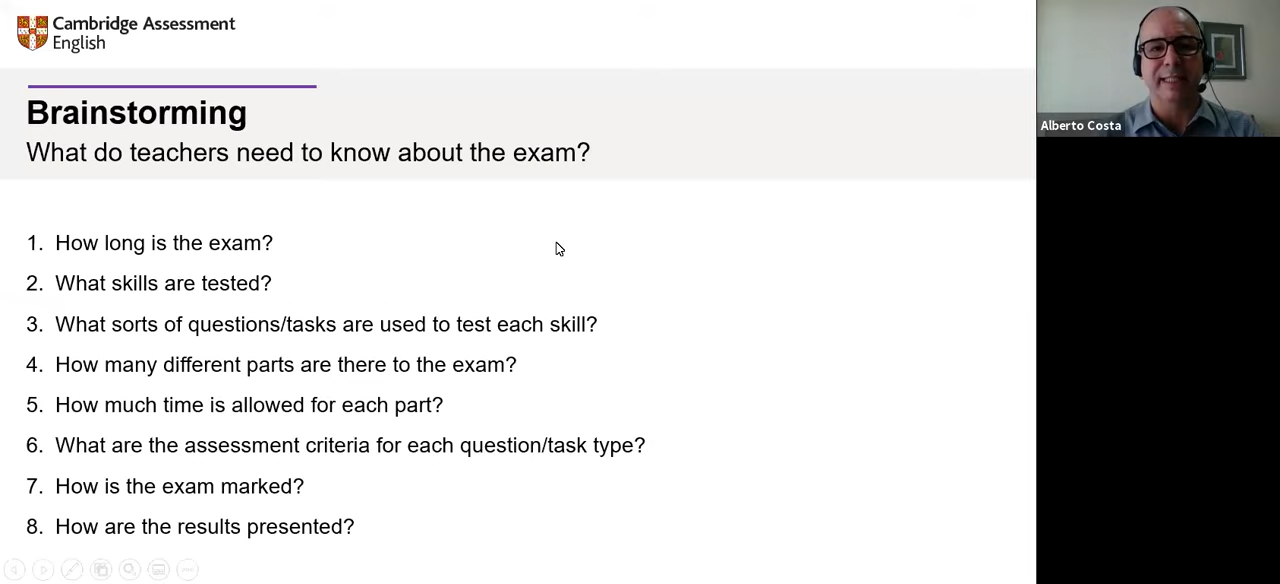 Cambridge Assessment
English
Brainstorming
What do teachers need to know about the exam?
1. How long is the exam?
2. What skills are tested?
3. What sorts of questions/tasks are used to test each skill?
4. How many different parts are there to the exam?
5. How much time is allowed for each part?
6. What are the assessment criteria for each question/task type?
7. How is the exam marked?
8. How are the results presented?
Alberto Costa